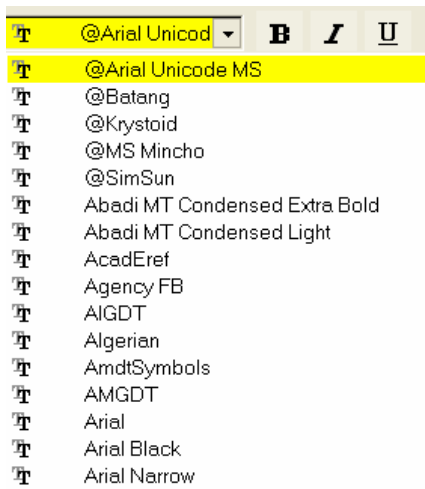 @Arial Unicod B I U
@Arial Unicode MS
@Batang
@Krystoid
@MS Mincho
@SimSun
Abadi MT Condensed Extra Bold
Abadi MT Condensed Light
AcadEref
Agency FB
AIGDT
Algerian
AmdtSymbols
AMGDT
Arial
Arial Black
Arial Narrow